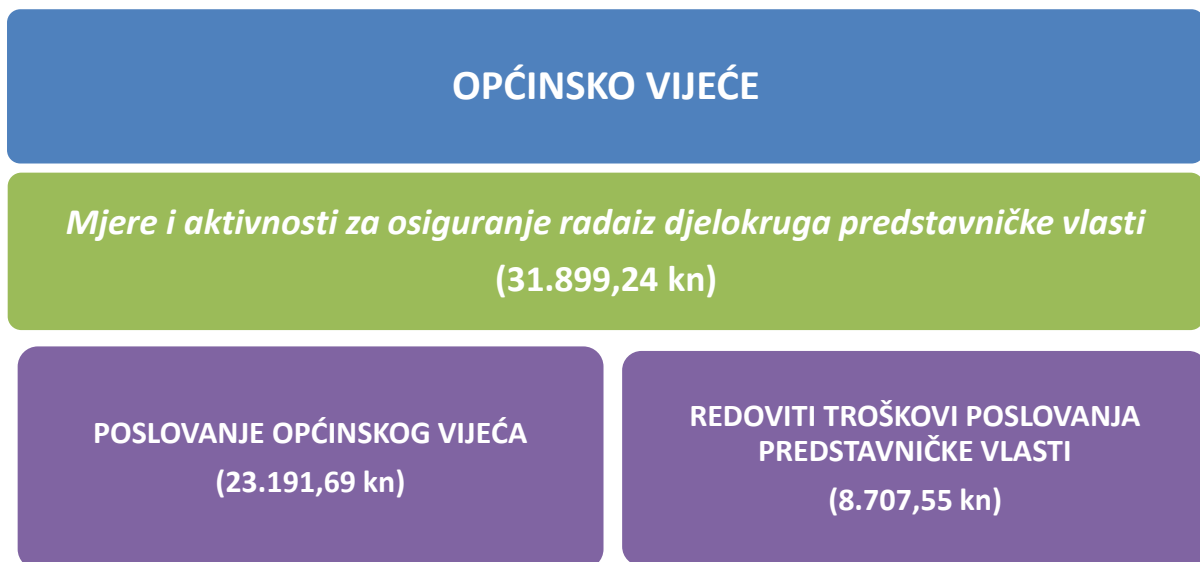 OPĆINSKO VIJEĆE
Mjere i aktivnosti za osiguranje radaiz djelokruga predstavničke vlasti
(31.899,24 kn)
POSLOVANJE OPĆINSKOG VIJEĆA
(23.191,69 kn)
REDOVITI TROŠKOVI POSLOVANJA
PREDSTAVNIČKE VLASTI
(8.707,55 kn)